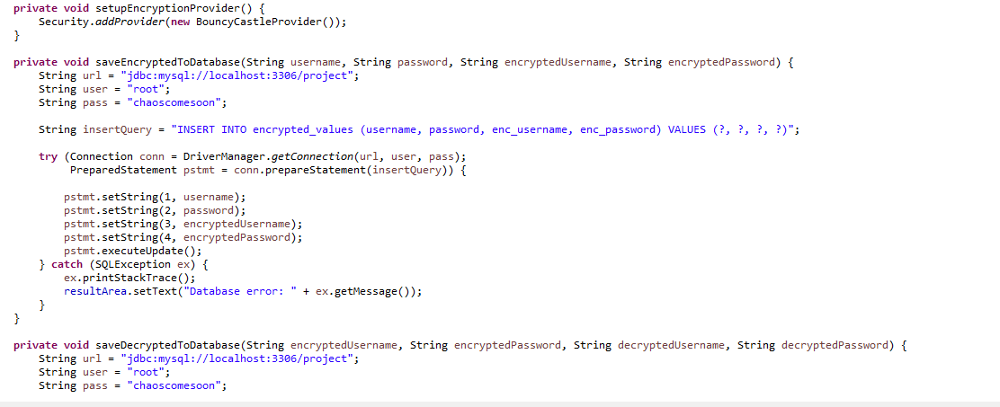 private void setupEncryptionProvider() {
    Security.addProvider(new BouncyCastleProvider());
}

private void saveEncryptedToDatabase(String username, String password, String encryptedUsername, String encryptedPassword) {
    String url = "jdbc:mysql://localhost:3306/project";
    String user = "root";
    String pass = "chaoscomesoon";

    String insertQuery = "INSERT INTO encrypted_values (username, password, enc_username, enc_password) VALUES (?, ?, ?, ?)";

    try (Connection conn = DriverManager.getConnection(url, user, pass);
         PreparedStatement pstmt = conn.prepareStatement(insertQuery)) {

        pstmt.setString(1, username);
        pstmt.setString(2, password);
        pstmt.setString(3, encryptedUsername);
        pstmt.setString(4, encryptedPassword);
        pstmt.executeUpdate();
    } catch (SQLException ex) {
        ex.printStackTrace();
        resultArea.setText("Database error: " + ex.getMessage());
    }
}

private void saveDecryptedToDatabase(String encryptedUsername, String encryptedPassword, String decryptedUsername, String decryptedPassword) {
    String url = "jdbc:mysql://localhost:3306/project";
    String user = "root";
    String pass = "chaoscomesoon";